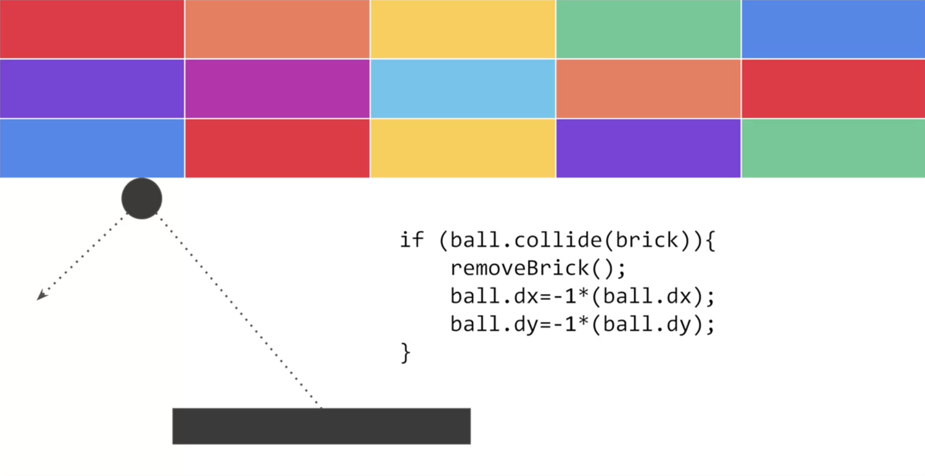 if (ball.collide(brick)){
    removeBrick();
    ball.dx=-1*(ball.dx);
    ball.dy=-1*(ball.dy);
}